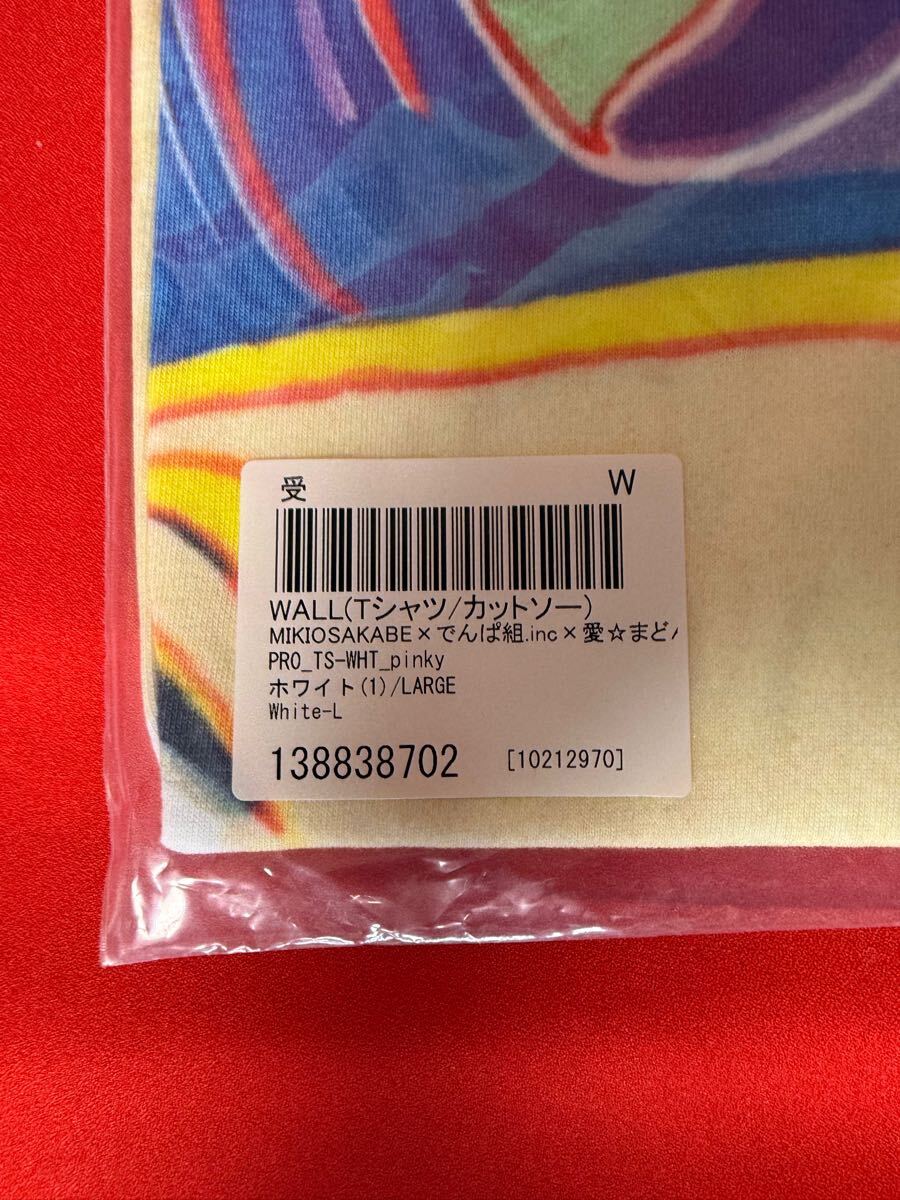 受 W
WALL(Tシャツ/カットソー)
MIKIOSAKABE×でんぱ組.inc×愛☆まど
PRO_TS-WHT_pinky
ホワイト(1)/LARGE
White-L
138838702 [10212970]